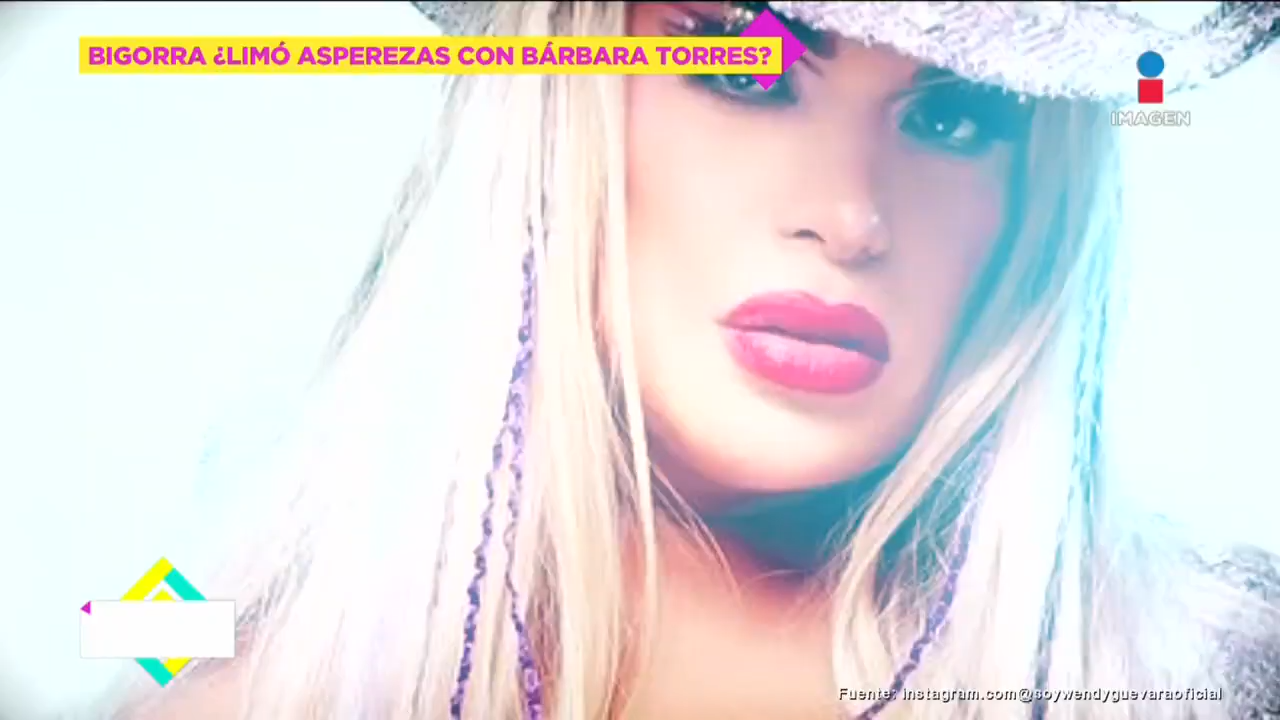 BIGORRA ¿LIMÓ ASPEREZAS CON BÁRBARA TORRES?
IMAGEN
Fuente: instagram.com@soywendyguevaraoficial